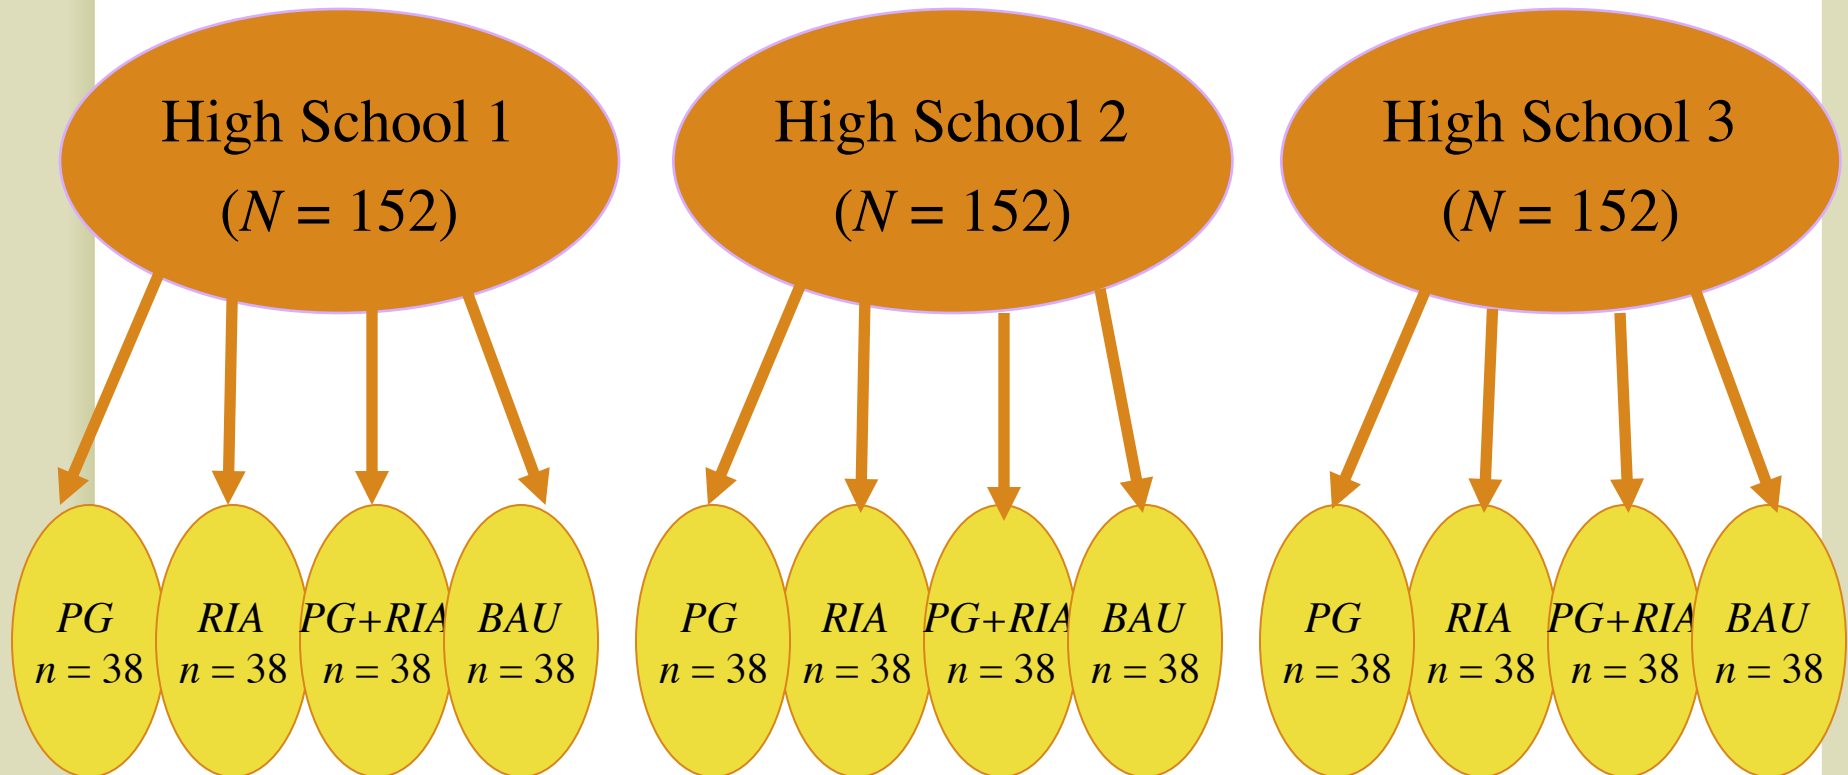 High School 1
(N = 152)
High School 2
(N = 152)
High School 3
(N = 152)
PG
n = 38
RIA
n = 38
PG+RIA
n = 38
BAU
n = 38
PG
n = 38
RIA
n = 38
PG+RIA
n = 38
BAU
n = 38
PG
n = 38
RIA
n = 38
PG+RIA
n = 38
BAU
n = 38